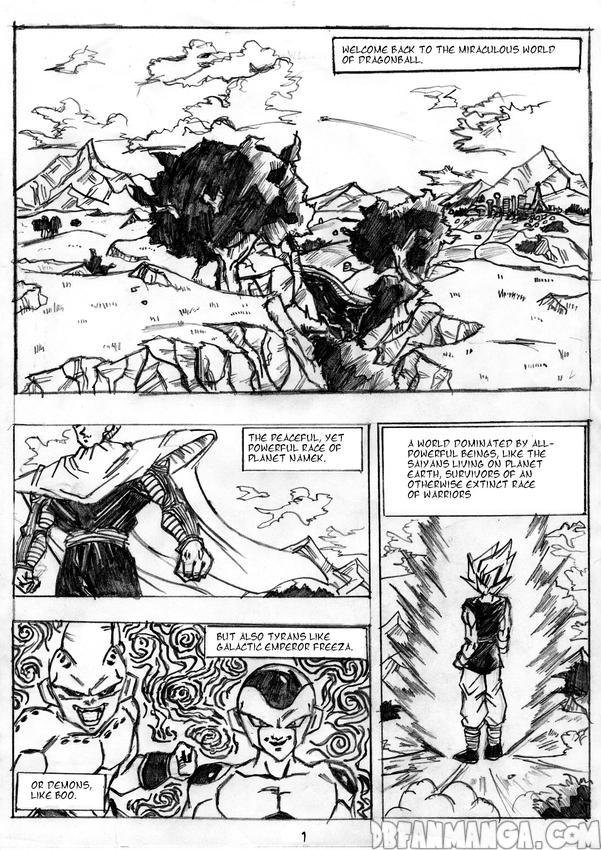 WELCOME BACK TO THE MIRACULOUS WORLD
OF DRAGONBALL.
THE PEACEFUL, YET
POWERFUL RACE OF
PLANET NAMEK.
A WORLD DOMINATED BY ALL-
POWERFUL BEINGS, LIKE THE
SAIYANS LIVING ON PLANET
EARTH, SURVIVORS OF AN
OTHERWISE EXTINCT RACE
OF WARRIORS
BUT ALSO TYRANS LIKE
GALACTIC EMPEROR FREEZA.
OR DEMONS,
LIKE BOO.
1
DBFANMANGA.COM